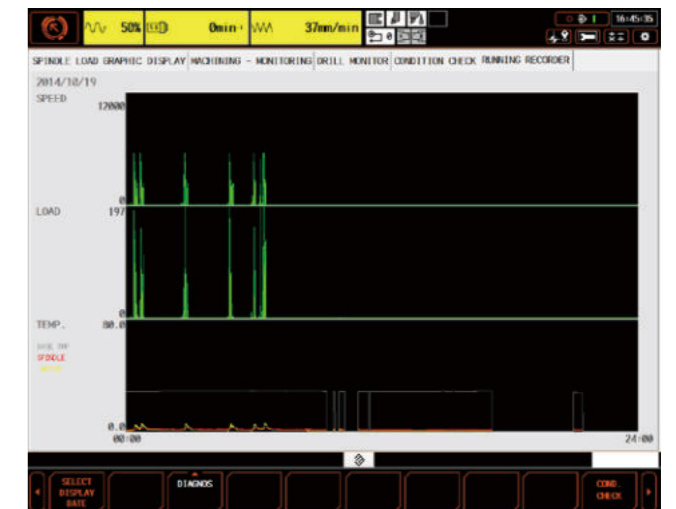 50% 0min⁻¹ 37mm/min 16:45:35
SPINDLE LOAD GRAPHIC DISPLAY MACHINING - MONITORING DRILL MONITOR CONDITION CHECK RUNNING RECORDER
2014/10/19
SPEED
12000
0
LOAD
197
0
TEMP.
80.0
SPINDLE
0.0
00:00 24:00
SELECT
DISPLAY
DATE
DIAGNOS
COND.
CHECK